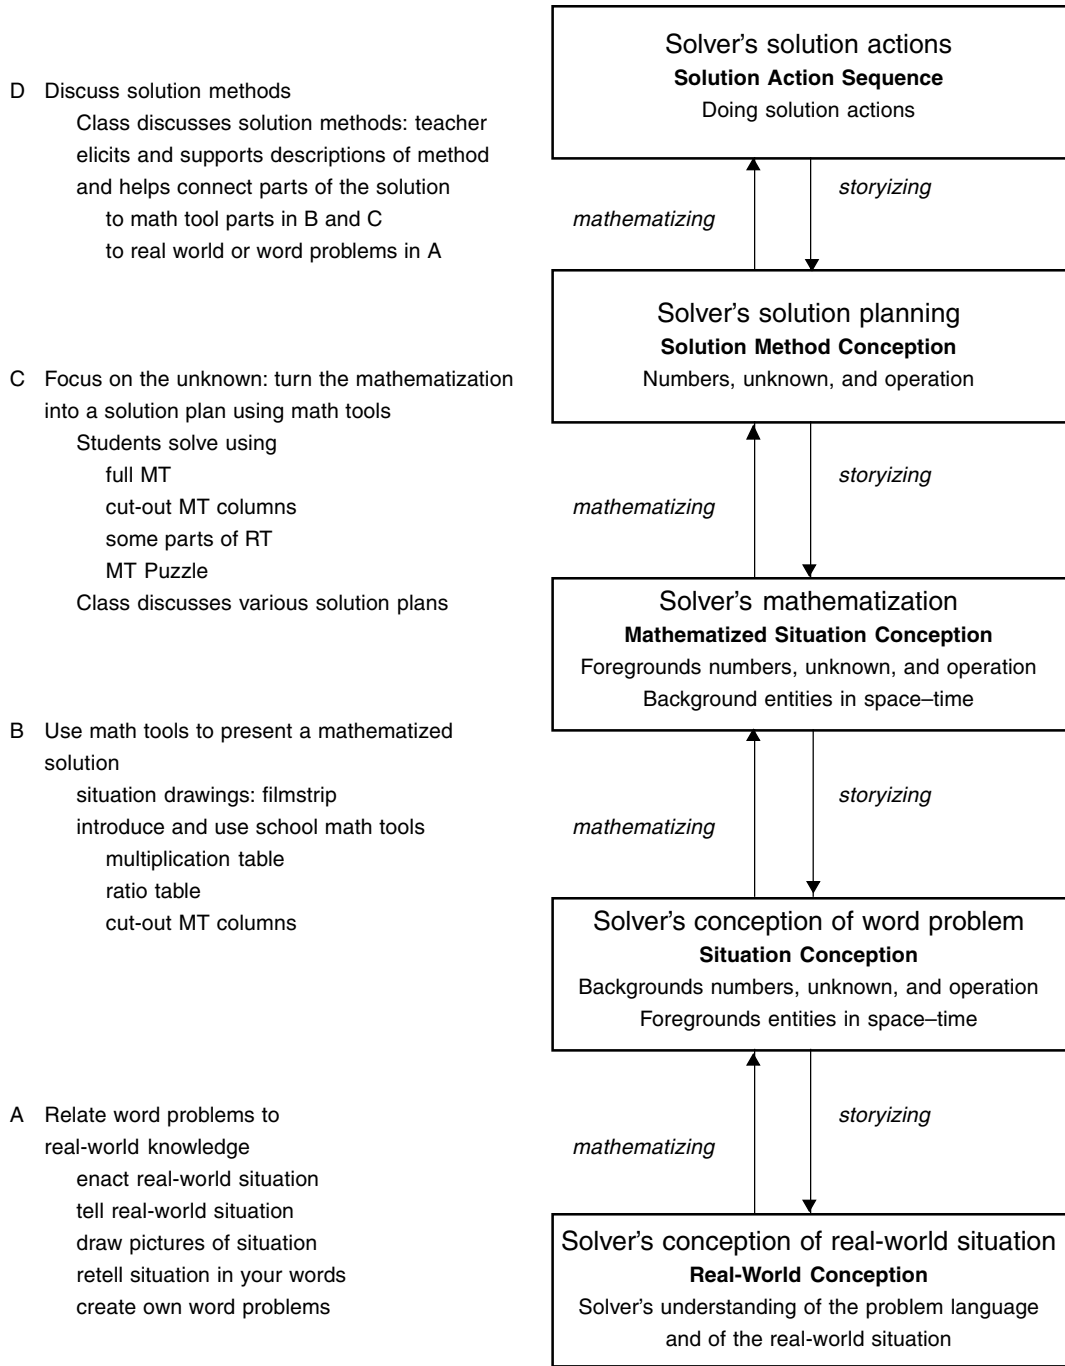 Solver's solution actions
Solution Action Sequence
Doing solution actions
D Discuss solution methods
Class discusses solution methods: teacher
elicits and supports descriptions of method
and helps connect parts of the solution
to math tool parts in B and C
to real world or word problems in A
mathematizing
storyizing
Solver's solution planning
Solution Method Conception
Numbers, unknown, and operation
C Focus on the unknown: turn the mathematization
into a solution plan using math tools
Students solve using
full MT
cut-out MT columns
some parts of RT
MT Puzzle
Class discusses various solution plans
mathematizing
storyizing
Solver's mathematization
Mathematized Situation Conception
Foregrounds numbers, unknown, and operation
Background entities in space–time
B Use math tools to present a mathematized
solution
situation drawings: filmstrip
introduce and use school math tools
multiplication table
ratio table
cut-out MT columns
mathematizing
storyizing
Solver's conception of word problem
Situation Conception
Backgrounds numbers, unknown, and operation
Foregrounds entities in space–time
A Relate word problems to
real-world knowledge
enact real-world situation
tell real-world situation
draw pictures of situation
retell situation in your words
create own word problems
mathematizing
storyizing
Solver's conception of real-world situation
Real-World Conception
Solver's understanding of the problem language
and of the real-world situation